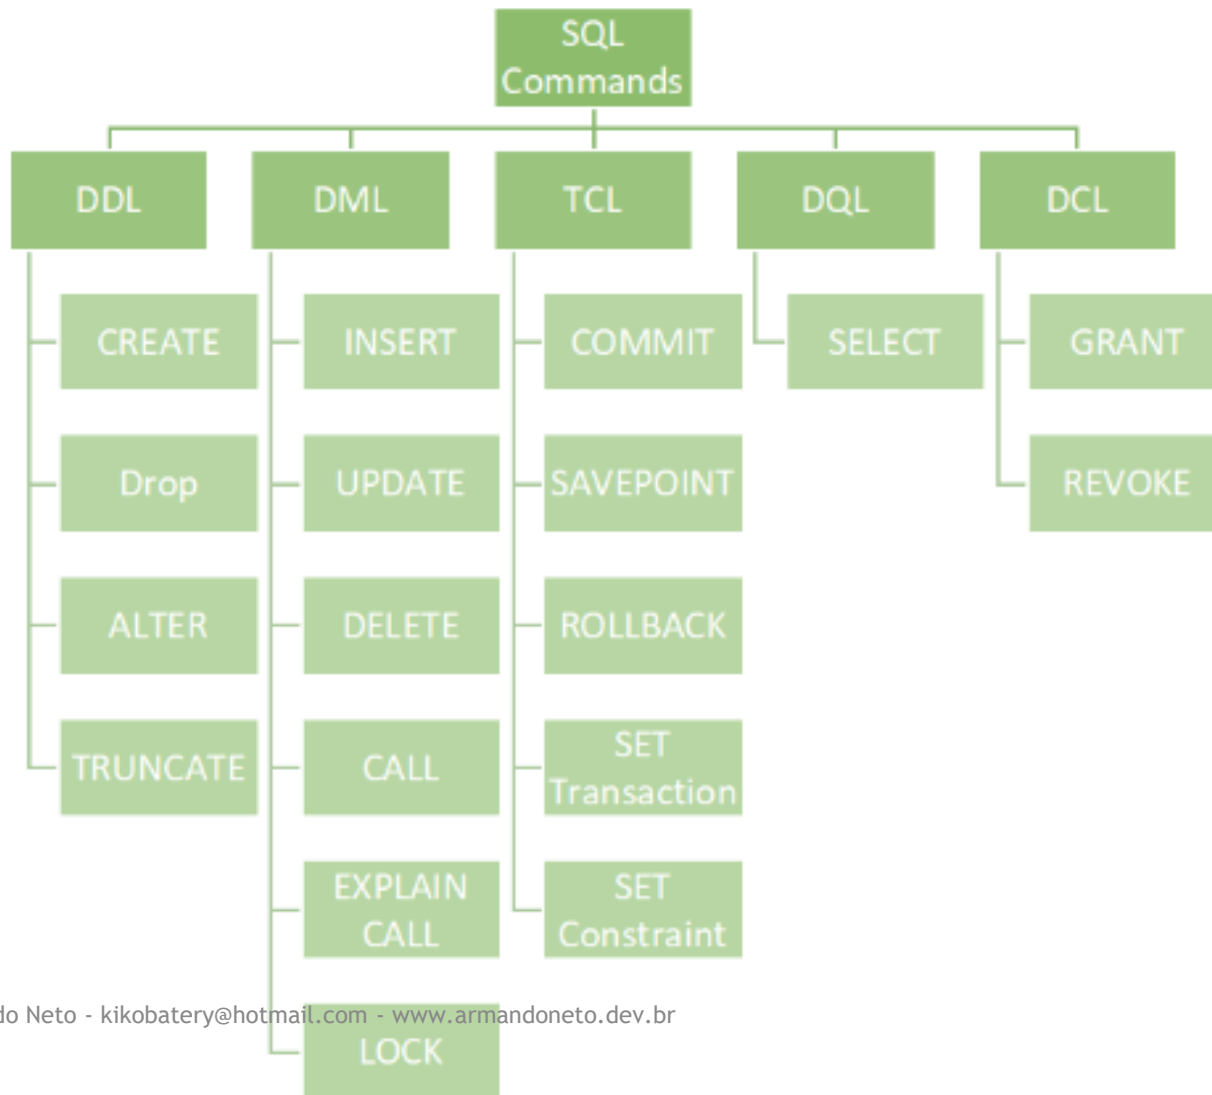 SQL
Commands
DDL
DML
TCL
DQL
DCL
CREATE
INSERT
COMMIT
SELECT
GRANT
Drop
UPDATE
SAVEPOINT
REVOKE
ALTER
DELETE
ROLLBACK
TRUNCATE
CALL
SET
Transaction
EXPLAIN
CALL
SET
Constraint
do Neto - kikobatery@hotmail.com - www.armandoneto.dev.br
LOCK